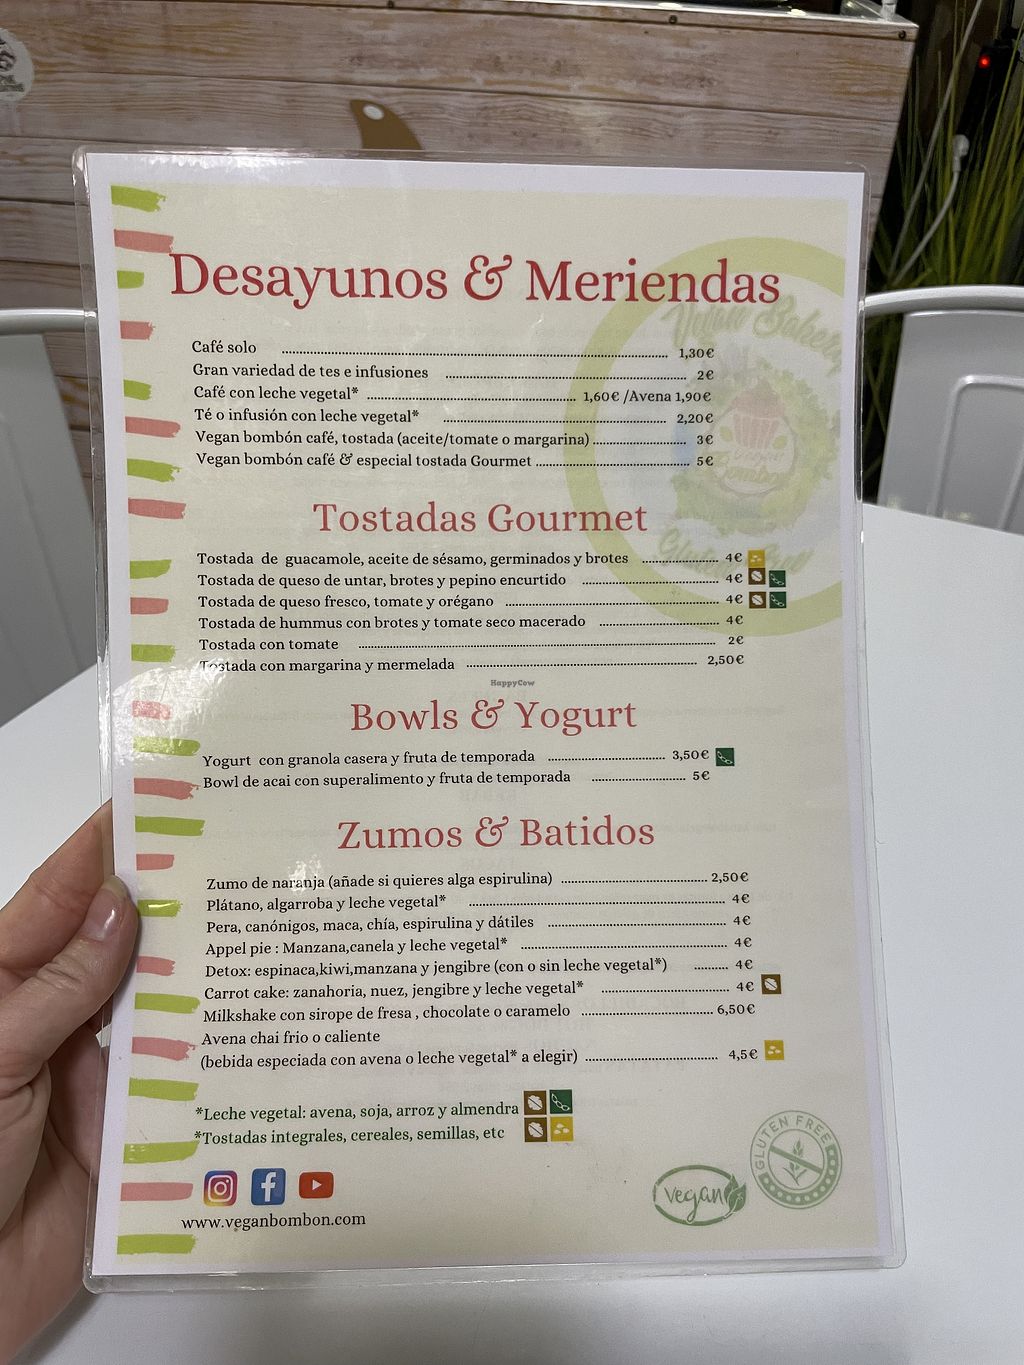 Desayunos & Meriendas
Café solo ........ 1,30€
Gran variedad de tes e infusiones ........ 2€
Café con leche vegetal* ........ 1,60€ /Avena 1,90€
Té o infusión con leche vegetal* ........ 2,20€
Vegan bombón café, tostada (aceite/tomate o margarina) ........ 3€
Vegan bombón café & especial tostada Gourmet ........ 5€
Tostadas Gourmet
Tostada de guacamole, aceite de sésamo, germinados y brotes ........ 4€
Tostada de queso de untar, brotes y pepino encurtido ........ 4€
Tostada de queso fresco, tomate y orégano ........ 4€
Tostada de hummus con brotes y tomate seco macerado ........ 4€
Tostada con tomate ........ 2€
Tostada con margarina y mermelada ........ 2,50€
HappyCow
Bowls & Yogurt
Yogurt con granola casera y fruta de temporada ........ 3,50€
Bowl de acai con superalimento y fruta de temporada ........ 5€
Zumos & Batidos
Zumo de naranja (añade si quieres alga espirulina) ........ 2,50€
Plátano, algarroba y leche vegetal* ........ 4€
Pera, canónigos, maca, chía, espirulina y dátiles ........ 4€
Appel pie : Manzana,canela y leche vegetal* ........ 4€
Detox: espinaca,kiwi,manzana y jengibre (con o sin leche vegetal*) ........ 4€
Carrot cake: zanahoria, nuez, jengibre y leche vegetal* ........ 4€
Milkshake con sirope de fresa , chocolate o caramelo ........ 6,50€
Avena chai frio o caliente
(bebida especiada con avena o leche vegetal* a elegir) ........ 4,5€
*Leche vegetal: avena, soja, arroz y almendra
*Tostadas integrales, cereales, semillas, etc
www.veganbombon.com
vegan
GLUTEN FREE
Vegan Bakery